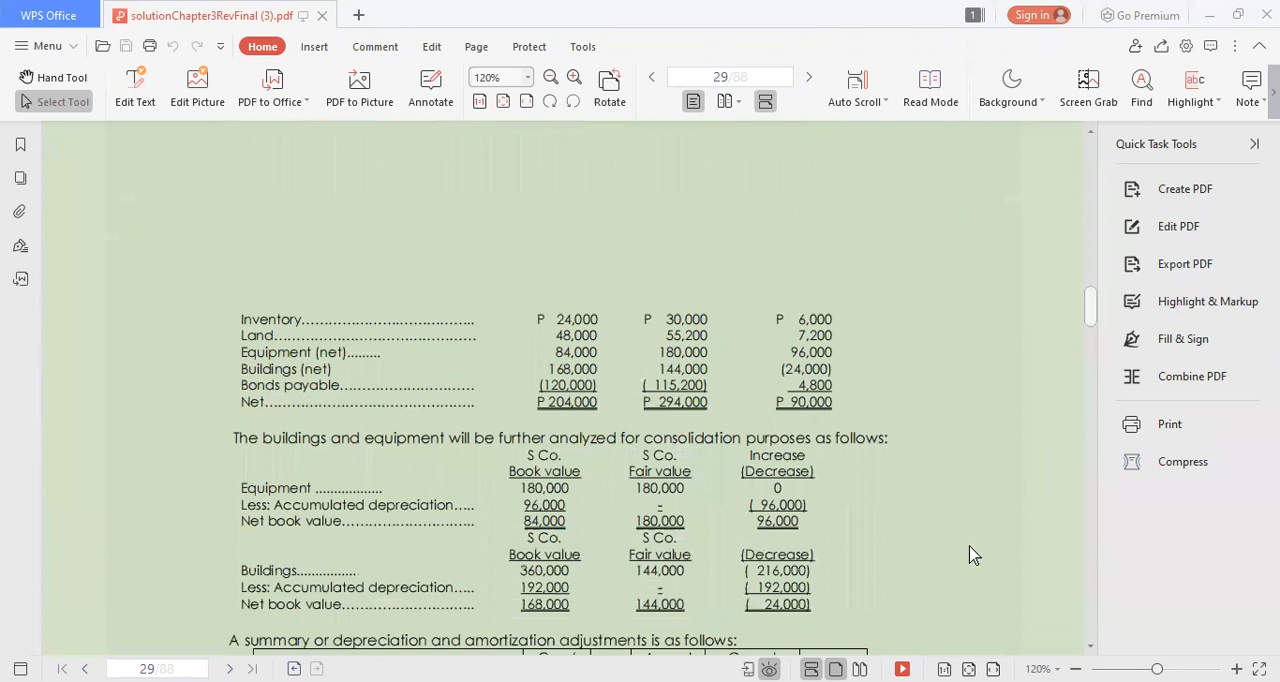 WPS Office
solutionChapter3RevFinal (3).pdf
1
Sign in
Go Premium
Menu
Home
Insert
Comment
Edit
Page
Protect
Tools
Hand Tool
Select Tool
Edit Text
Edit Picture
PDF to Office
PDF to Picture
Annotate
120%
Rotate
29/88
Auto Scroll
Read Mode
Background
Screen Grab
Find
Highlight
Note
Quick Task Tools
Create PDF
Edit PDF
Export PDF
Highlight & Markup
Fill & Sign
Combine PDF
Print
Compress
Inventory………………………………….. P 24,000 P 30,000 P 6,000
Land……………………………………… 48,000 55,200 7,200
Equipment (net)......... 84,000 180,000 96,000
Buildings (net) 168,000 144,000 (24,000)
Bonds payable………………………… (120,000) ( 115,200) 4,800
Net………………………………………… P 204,000 P 294,000 P 90,000
The buildings and equipment will be further analyzed for consolidation purposes as follows:
S Co. S Co. Increase
Book value Fair value (Decrease)
Equipment .................. 180,000 180,000 0
Less: Accumulated depreciation….. 96,000 - ( 96,000)
Net book value………………………... 84,000 180,000 96,000
S Co. S Co.
Book value Fair value (Decrease)
Buildings................ 360,000 144,000 ( 216,000)
Less: Accumulated depreciation….. 192,000 - ( 192,000)
Net book value………………………... 168,000 144,000 ( 24,000)
A summary or depreciation and amortization adjustments is as follows:
29/88
120%